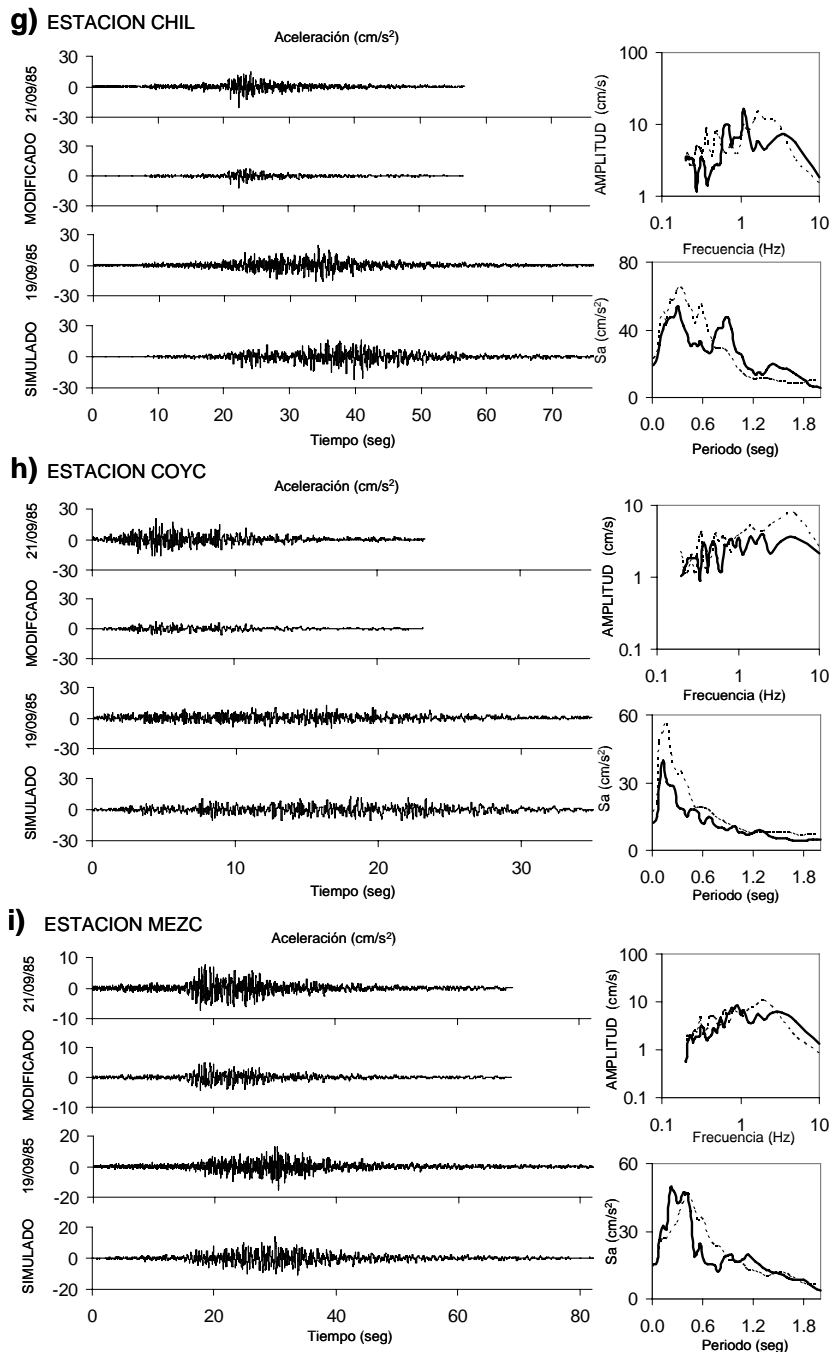 g) ESTACION CHIL
Aceleración (cm/s²)
21/09/85
30
0
-30
MODIFICADO
30
0
-30
19/09/85
30
0
-30
SIMULADO
30
0
-30
0 10 20 30 40 50 60 70
Tiempo (seg)
AMPLITUD (cm/s)
100
10
1
0.1 1 10
Frecuencia (Hz)
Sa (cm/s²)
80
40
0
0.0 0.6 1.2 1.8
Periodo (seg)
h) ESTACION COYC
Aceleración (cm/s²)
21/09/85
30
0
-30
MODIFCADO
30
0
-30
19/09/85
30
0
-30
SIMULADO
30
0
-30
0 10 20 30
Tiempo (seg)
AMPLITUD (cm/s)
10
1
0.1
0.1 1 10
Frecuencia (Hz)
Sa (cm/s²)
60
30
0
0.0 0.6 1.2 1.8
Periodo (seg)
i) ESTACION MEZC
Aceleración (cm/s²)
21/09/85
10
0
-10
MODIFICADO
10
0
-10
19/09/85
20
0
-20
SIMULADO
20
0
-20
0 20 40 60 80
Tiempo (seg)
AMPLITUD (cm/s)
100
10
1
0.1
0.1 1 10
Frecuencia (Hz)
Sa (cm/s²)
60
30
0
0.0 0.6 1.2 1.8
Periodo (seg)